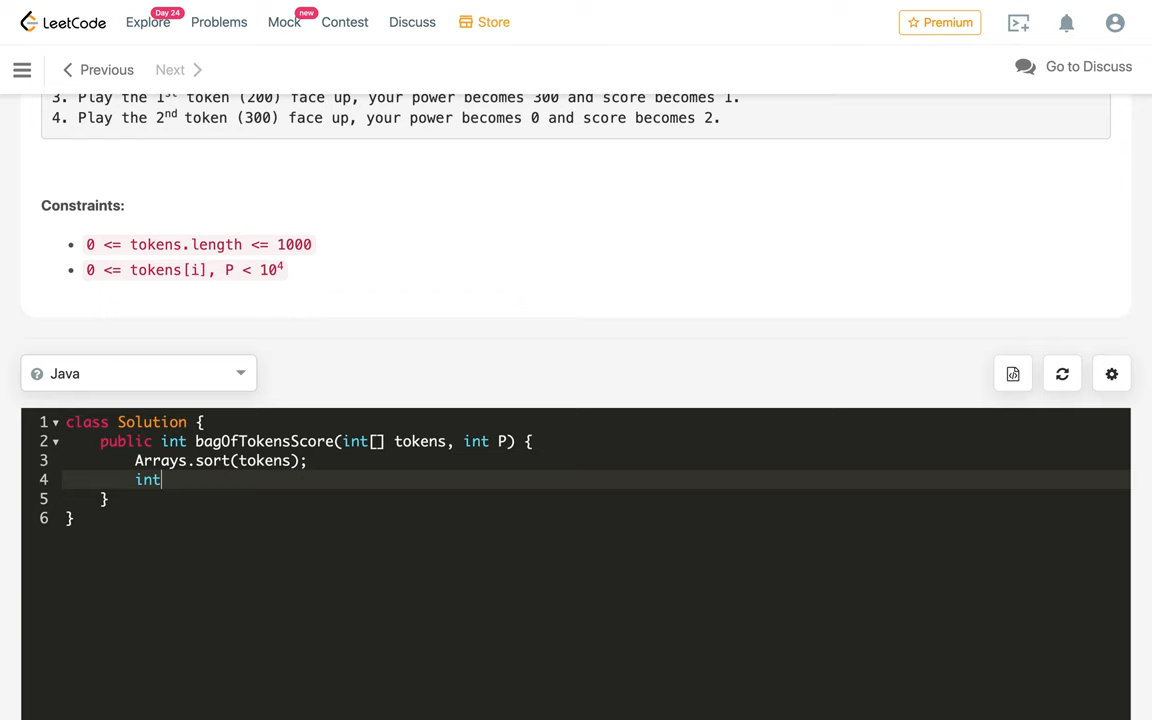 LeetCode Explore Day 24 Problems Mock new Contest Discuss Store Premium
Previous Next Go to Discuss
3. Play the 1st token (200) face up, your power becomes 300 and score becomes 1.
4. Play the 2nd token (300) face up, your power becomes 0 and score becomes 2.
Constraints:
• 0 <= tokens.length <= 1000
• 0 <= tokens[i], P < 10⁴
Java
1 class Solution {
2 public int bagOfTokensScore(int[] tokens, int P) {
3 Arrays.sort(tokens);
4 int
5 }
6 }